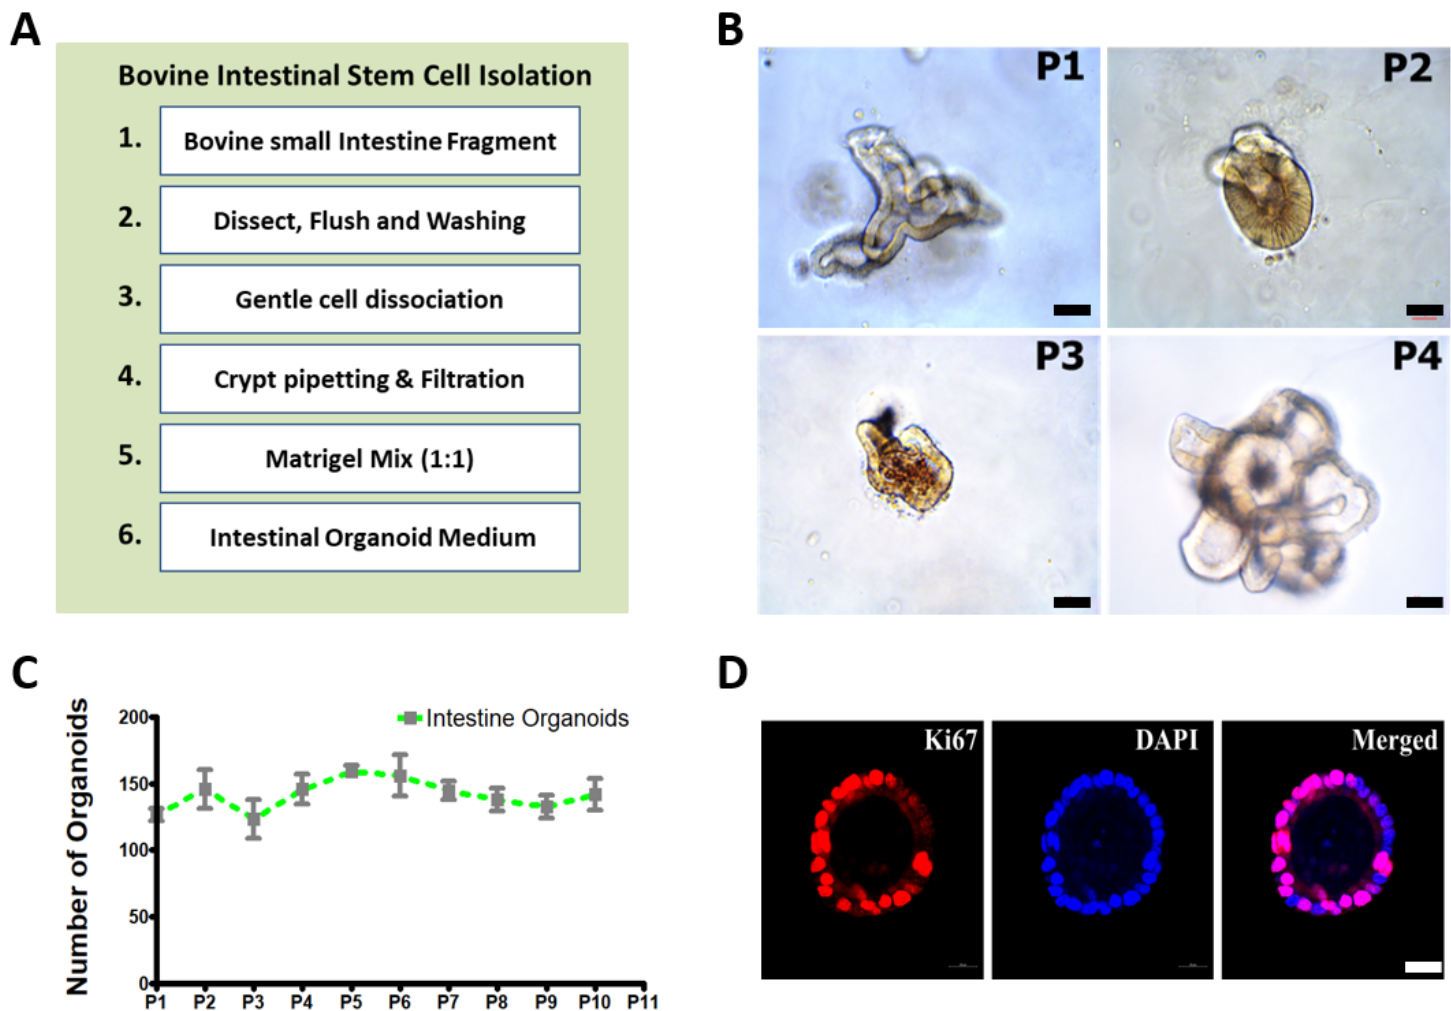 A
Bovine Intestinal Stem Cell Isolation
1. Bovine small Intestine Fragment
2. Dissect, Flush and Washing
3. Gentle cell dissociation
4. Crypt pipetting & Filtration
5. Matrigel Mix (1:1)
6. Intestinal Organoid Medium
B
P1
P2
P3
P4
C
Number of Organoids
Intestine Organoids
200
150
100
50
0
P1 P2 P3 P4 P5 P6 P7 P8 P9 P10 P11
D
Ki67
DAPI
Merged